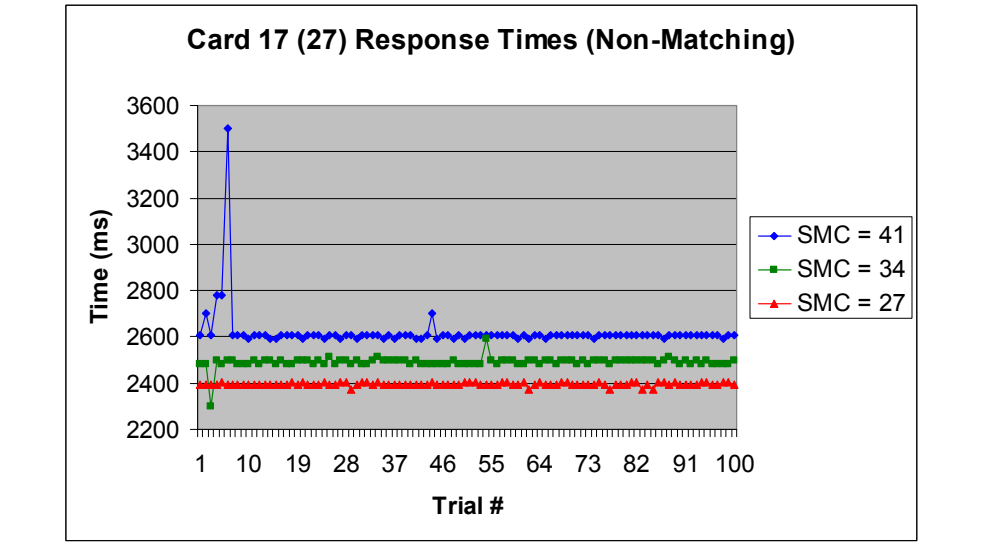 Card 17 (27) Response Times (Non-Matching)
3600
3400
3200
3000
2800
2600
2400
2200
Time (ms)
1 10 19 28 37 46 55 64 73 82 91 100
Trial #
SMC = 41
SMC = 34
SMC = 27